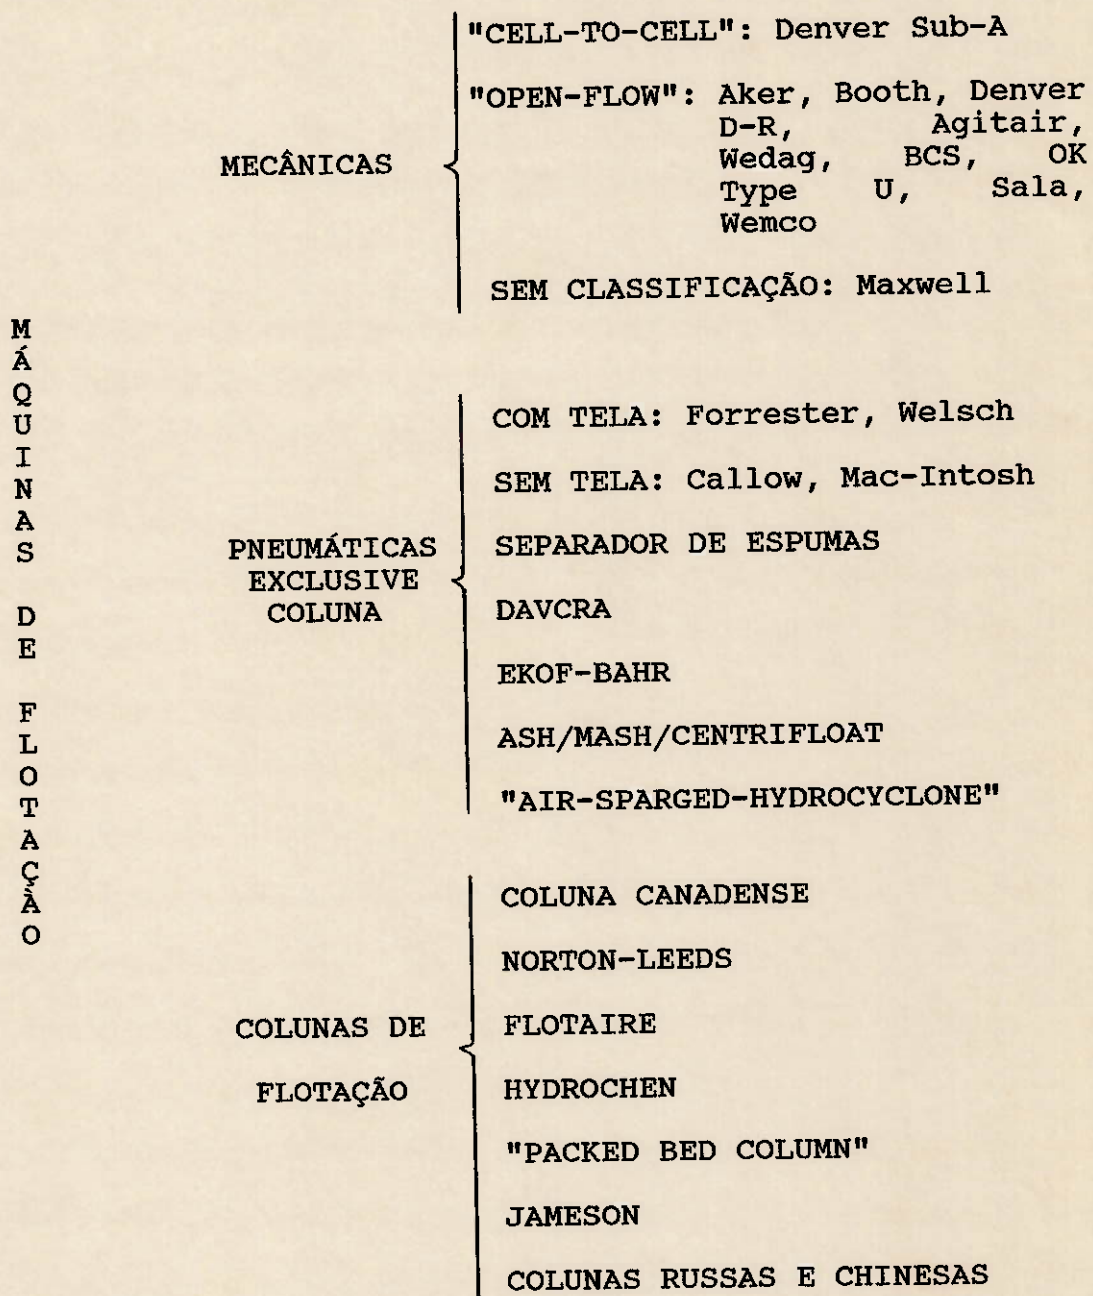 MÁQUINAS DE FLOTAÇÃO
MECÂNICAS
"CELL-TO-CELL": Denver Sub-A
"OPEN-FLOW": Aker, Booth, Denver
D-R, Agitair,
Wedag, BCS, OK
Type U, Sala,
Wemco
SEM CLASSIFICAÇÃO: Maxwell
PNEUMÁTICAS
EXCLUSIVE
COLUNA
COM TELA: Forrester, Welsch
SEM TELA: Callow, Mac-Intosh
SEPARADOR DE ESPUMAS
DAVCRA
EKOF-BAHR
ASH/MASH/CENTRIFLOAT
"AIR-SPARGED-HYDROCYCLONE"
COLUNAS DE
FLOTAÇÃO
COLUNA CANADENSE
NORTON-LEEDS
FLOTAIRE
HYDROCHEN
"PACKED BED COLUMN"
JAMESON
COLUNAS RUSSAS E CHINESAS